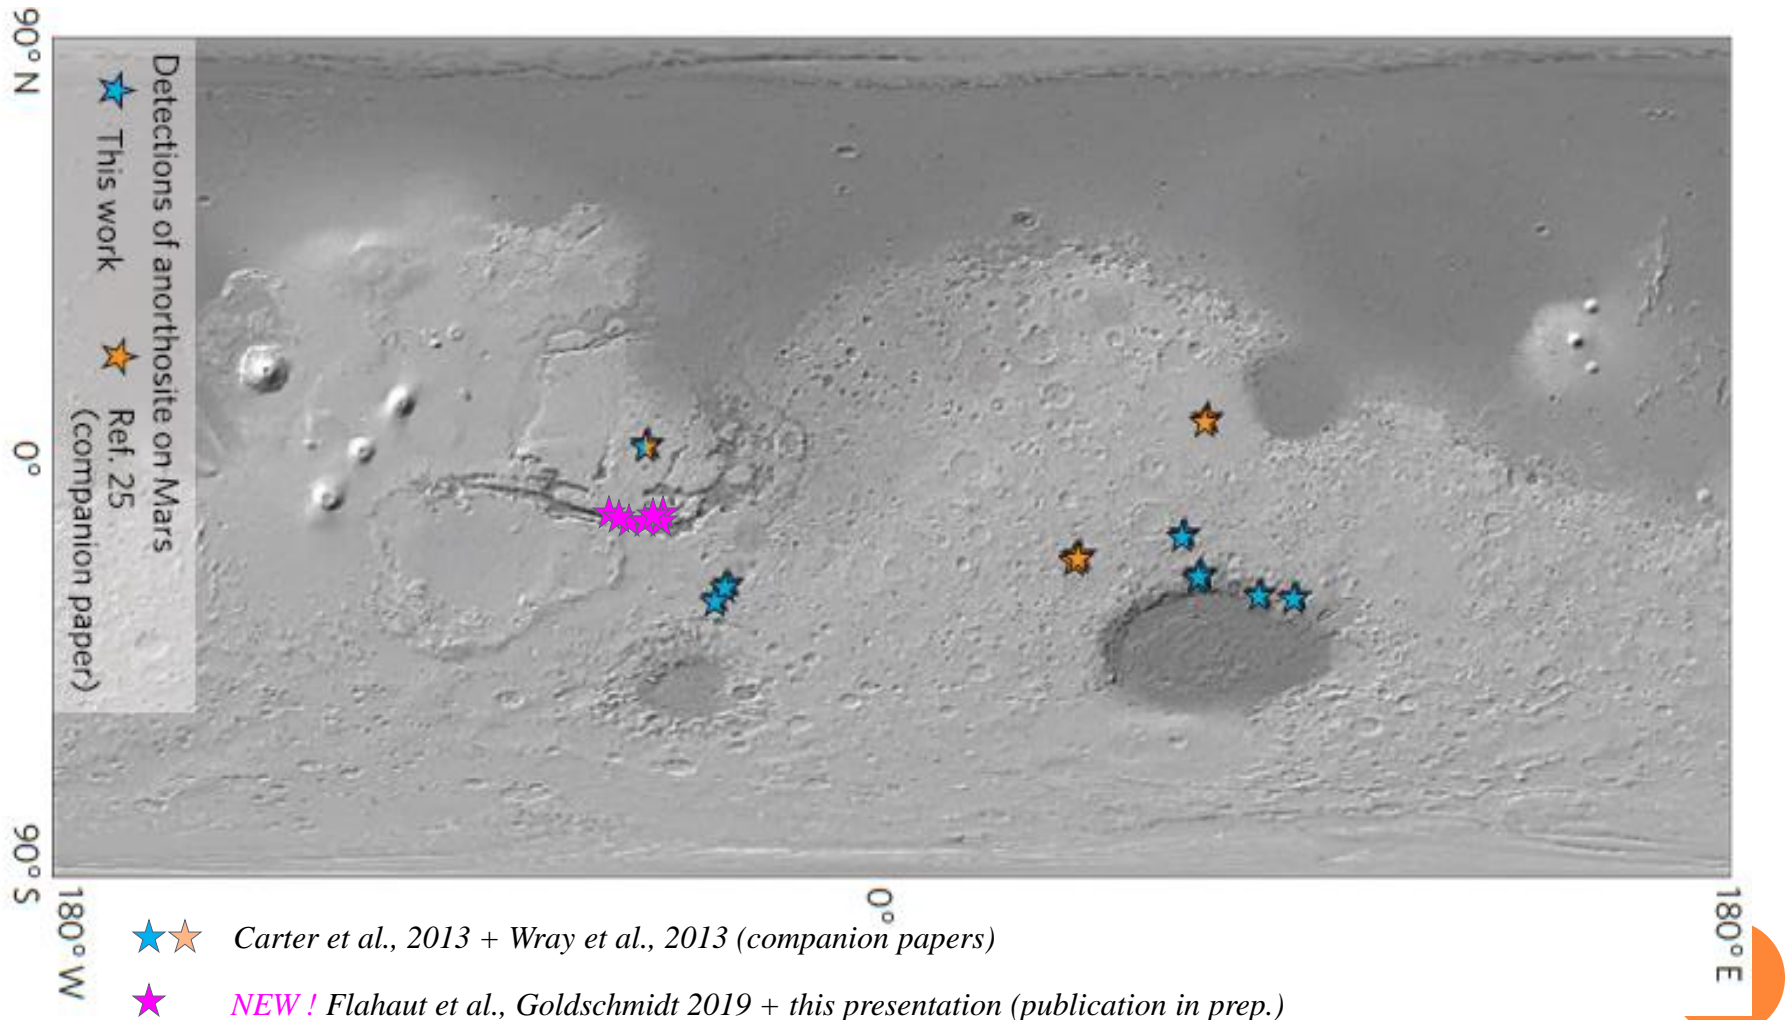 90° N
0°
90° S
Detections of anorthosite on Mars
This work
Ref. 25
(companion paper)
180° W
0°
180° E
Carter et al., 2013 + Wray et al., 2013 (companion papers)
NEW ! Flahaut et al., Goldschmidt 2019 + this presentation (publication in prep.)